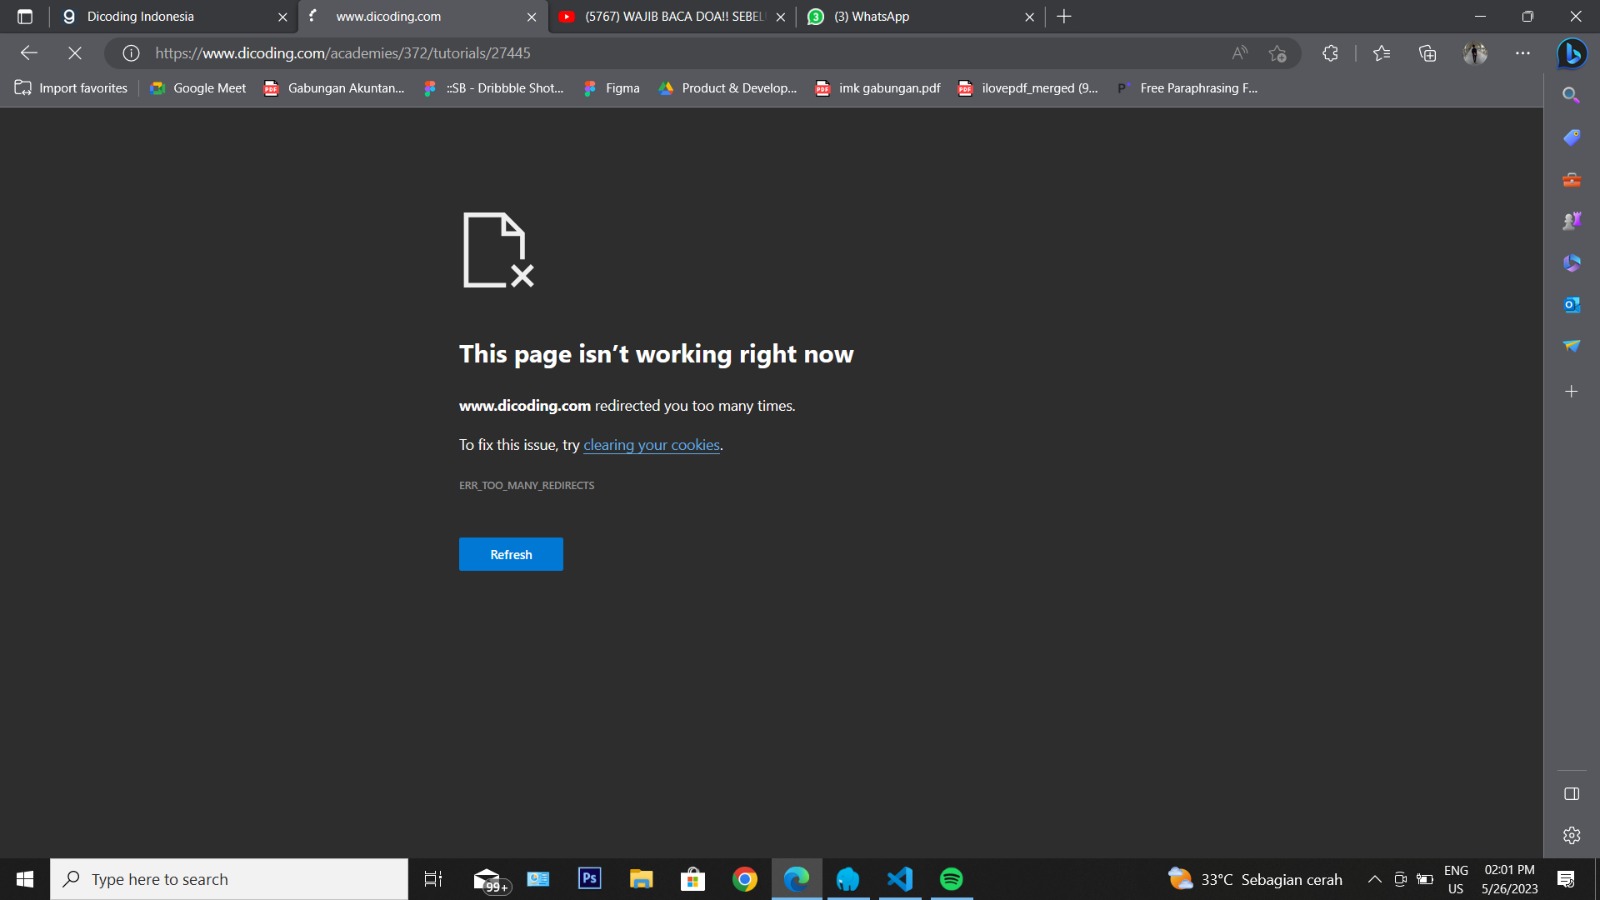 Dicoding Indonesia
www.dicoding.com
(5767) WAJIB BACA DOA!! SEBEL
(3) WhatsApp
https://www.dicoding.com/academies/372/tutorials/27445
Import favorites
Google Meet
Gabungan Akuntan...
::SB - Dribbble Shot...
Figma
Product & Develop...
imk gabungan.pdf
ilovepdf_merged (9...
Free Paraphrasing F...
This page isn’t working right now
www.dicoding.com redirected you too many times.
To fix this issue, try clearing your cookies.
ERR_TOO_MANY_REDIRECTS
Refresh
Type here to search
99+
Ps
33°C Sebagian cerah
ENG
US
02:01 PM
5/26/2023